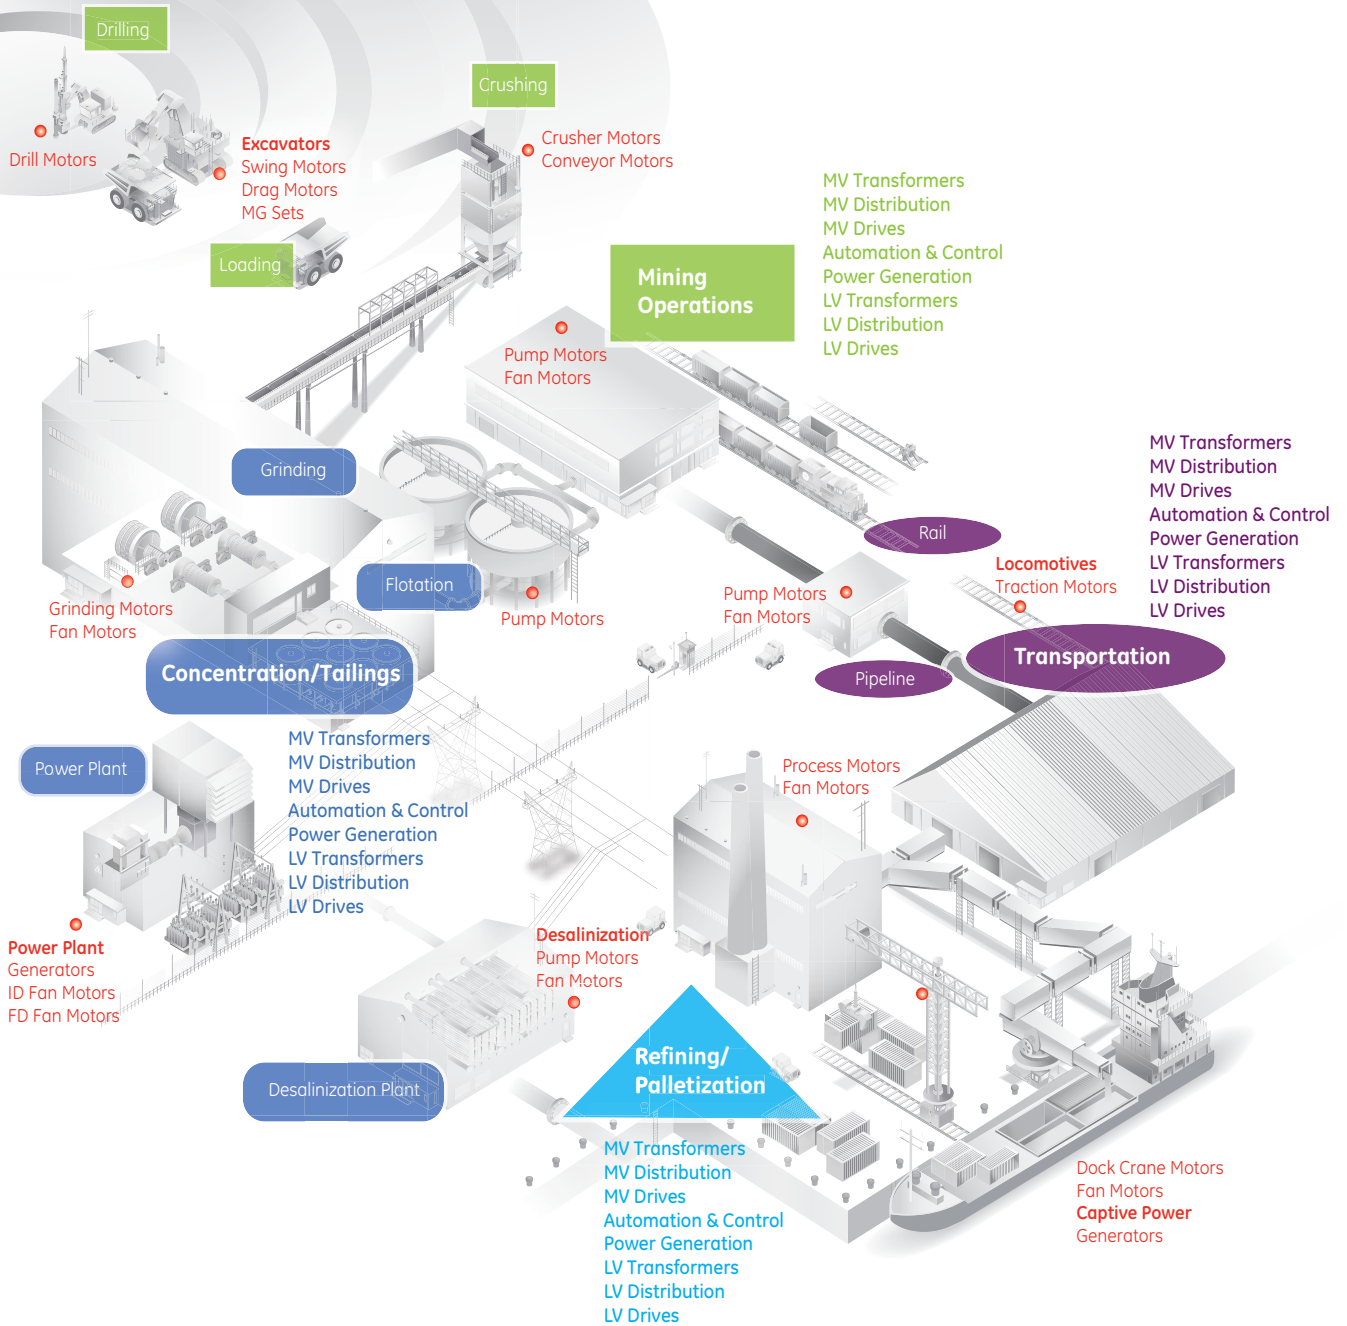 Drilling
Crushing
Drill Motors
Excavators
Swing Motors
Drag Motors
MG Sets
Crusher Motors
Conveyor Motors
Loading
Mining
Operations
MV Transformers
MV Distribution
MV Drives
Automation & Control
Power Generation
LV Transformers
LV Distribution
LV Drives
Pump Motors
Fan Motors
Grinding
Flotation
Grinding Motors
Fan Motors
Pump Motors
Rail
Locomotives
Traction Motors
MV Transformers
MV Distribution
MV Drives
Automation & Control
Power Generation
LV Transformers
LV Distribution
LV Drives
Pump Motors
Fan Motors
Transportation
Pipeline
Concentration/Tailings
MV Transformers
MV Distribution
MV Drives
Automation & Control
Power Generation
LV Transformers
LV Distribution
LV Drives
Power Plant
Process Motors
Fan Motors
Power Plant
Generators
ID Fan Motors
FD Fan Motors
Desalinization
Pump Motors
Fan Motors
Desalinization Plant
Refining/
Palletization
MV Transformers
MV Distribution
MV Drives
Automation & Control
Power Generation
LV Transformers
LV Distribution
LV Drives
Dock Crane Motors
Fan Motors
Captive Power
Generators